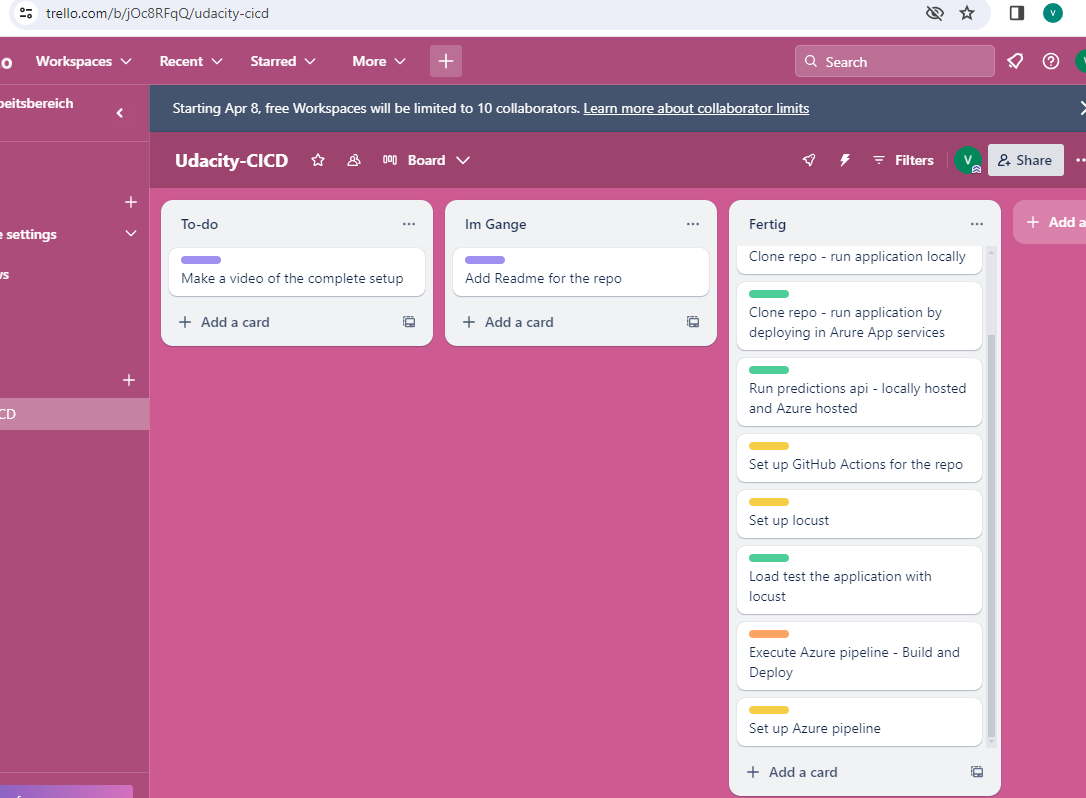 trello.com/b/jOc8RFqQ/udacity-cicd
V
o Workspaces Recent Starred More + Search
beitsbereich
Starting Apr 8, free Workspaces will be limited to 10 collaborators. Learn more about collaborator limits
Udacity-CICD Board Filters V Share
e settings
ws
CD
To-do
Make a video of the complete setup
+ Add a card
Im Gange
Add Readme for the repo
+ Add a card
Fertig
Clone repo - run application locally
Clone repo - run application by
deploying in Arure App services
Run predictions api - locally hosted
and Azure hosted
Set up GitHub Actions for the repo
Set up locust
Load test the application with
locust
Execute Azure pipeline - Build and
Deploy
Set up Azure pipeline
+ Add a card
+ Add a